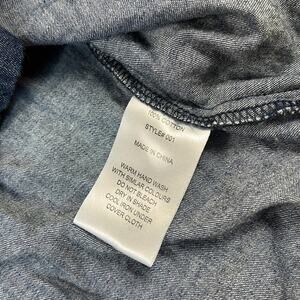 100% COTTON
STYLE# 001
MADE IN CHINA
WARM HAND WASH
WITH SIMILAR COLOURS
DO NOT BLEACH
DRY IN SHADE
COOL IRON UNDER
COVER CLOTH